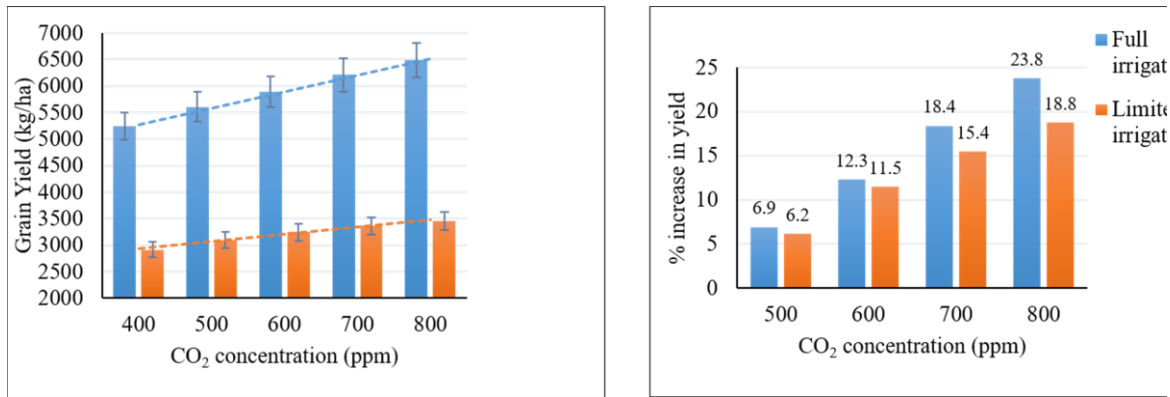 Grain Yield (kg/ha)
7000
6500
6000
5500
5000
4500
4000
3500
3000
2500
2000
400 500 600 700 800
CO₂ concentration (ppm)
% increase in yield
25
20
15
10
5
0
6.9 6.2 12.3 11.5 18.4 15.4 23.8 18.8
500 600 700 800
CO₂ concentration (ppm)
Full
irrigat
Limite
irrigat